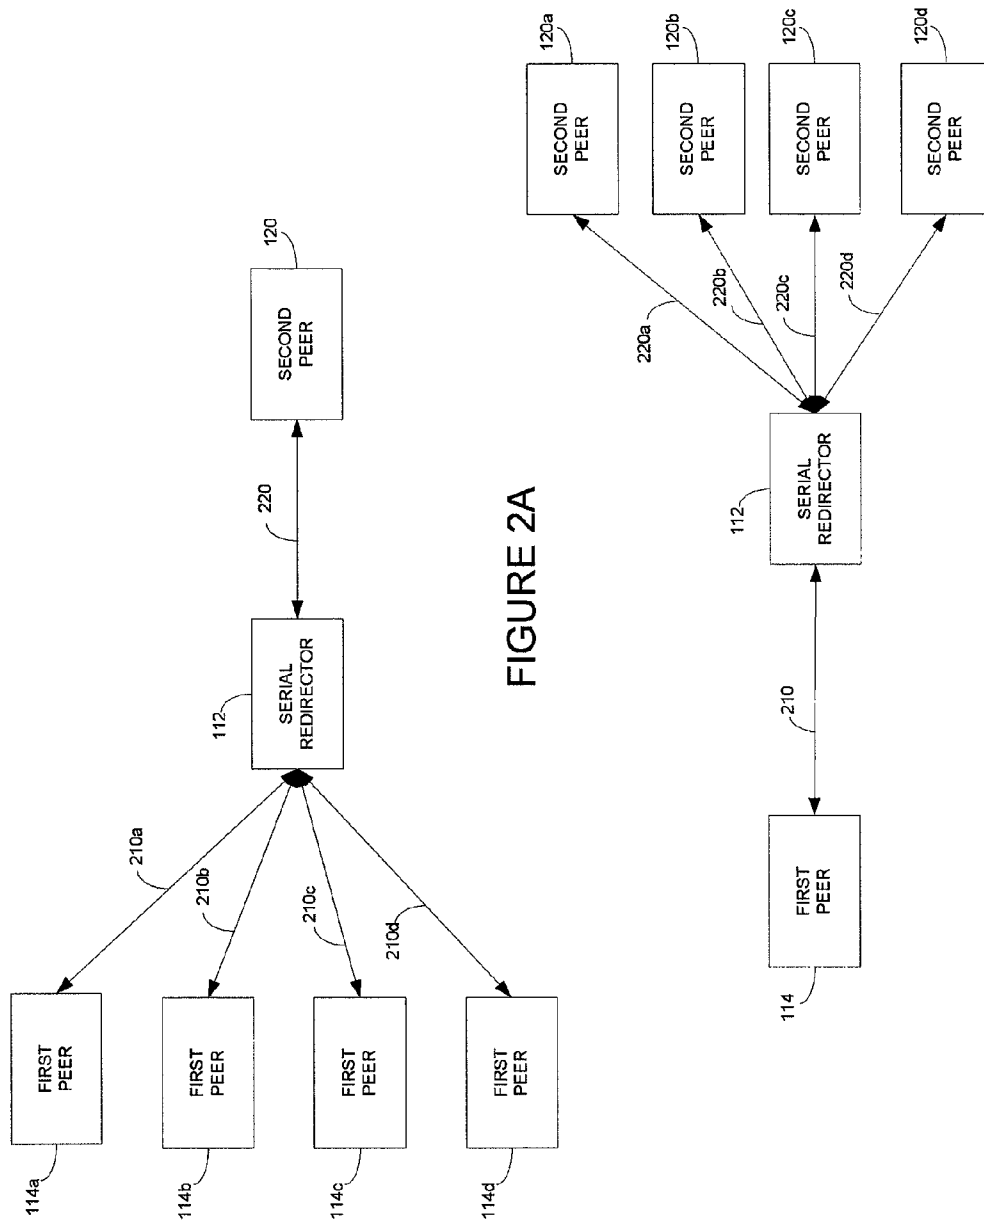 114a
FIRST
PEER
210a
114b
FIRST
PEER
210b
114c
FIRST
PEER
210c
114d
FIRST
PEER
210d
112
SERIAL
REDIRECTOR
220
120
SECOND
PEER
FIGURE 2A
114
FIRST
PEER
210
112
SERIAL
REDIRECTOR
220a
120a
SECOND
PEER
220b
120b
SECOND
PEER
220c
120c
SECOND
PEER
220d
120d
SECOND
PEER